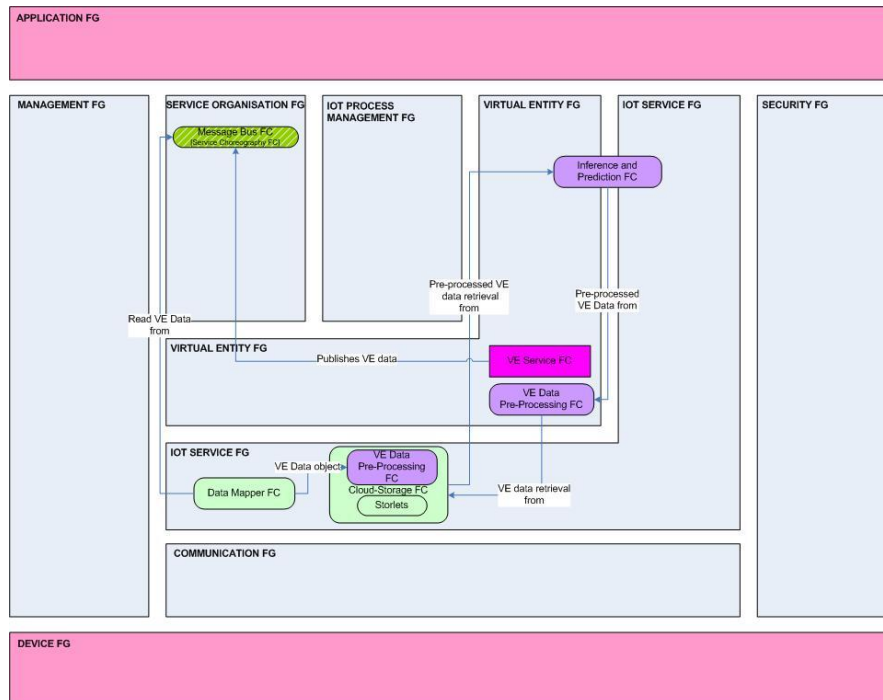 APPLICATION FG
MANAGEMENT FG
SERVICE ORGANISATION FG
IOT PROCESS
MANAGEMENT FG
VIRTUAL ENTITY FG
IOT SERVICE FG
SECURITY FG
Message Bus FC
(Service Choreography FC)
Inference and
Prediction FC
Pre-processed VE
data retrieval
from
Pre-processed
VE Data from
Read VE Data
from
VIRTUAL ENTITY FG
Publishes VE data
VE Service FC
VE Data
Pre-Processing FC
IOT SERVICE FG
VE Data object
VE Data
Pre-Processing
FC
Cloud-Storage FC
Storlets
Data Mapper FC
VE data retrieval
from
COMMUNICATION FG
DEVICE FG